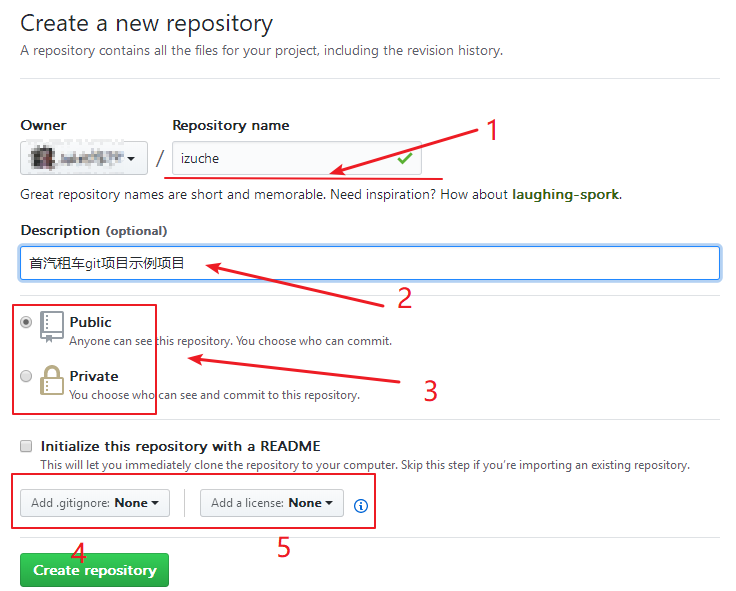 Create a new repository
A repository contains all the files for your project, including the revision history.
Owner
Repository name
/
izuche
1
Great repository names are short and memorable. Need inspiration? How about laughing-spork.
Description (optional)
首汽租车git项目示例项目
2
Public
Anyone can see this repository. You choose who can commit.
Private
You choose who can see and commit to this repository.
3
Initialize this repository with a README
This will let you immediately clone the repository to your computer. Skip this step if you're importing an existing repository.
Add .gitignore: None
Add a license: None
4
5
Create repository